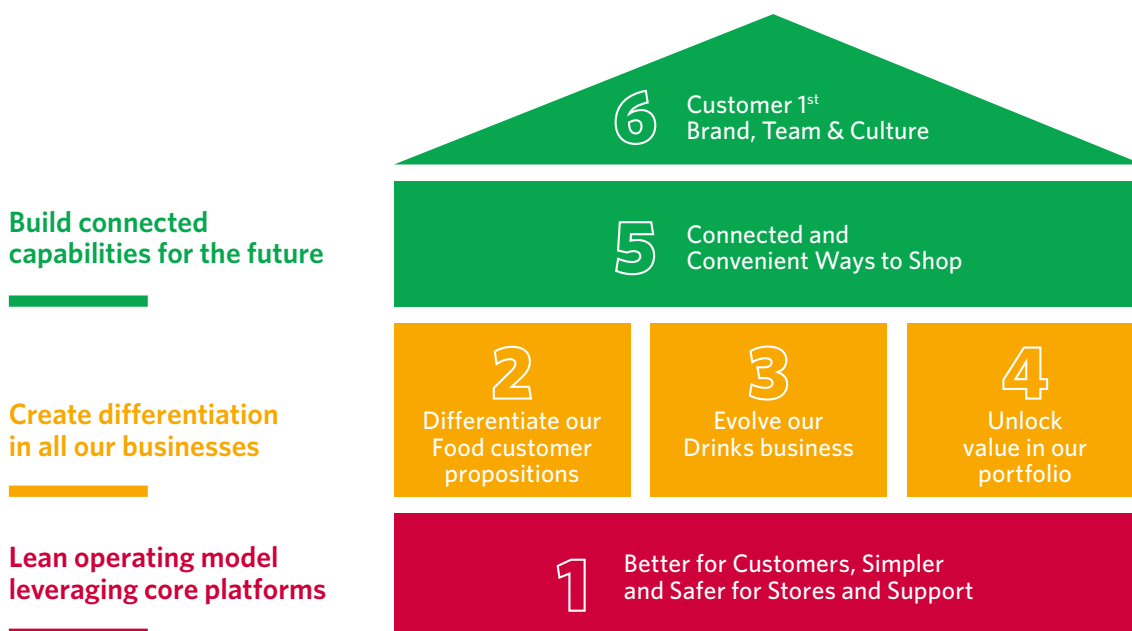 6
Customer 1st
Brand, Team & Culture
Build connected
capabilities for the future
5
Connected and
Convenient Ways to Shop
Create differentiation
in all our businesses
2
Differentiate our
Food customer
propositions
3
Evolve our
Drinks business
4
Unlock
value in our
portfolio
Lean operating model
leveraging core platforms
1
Better for Customers, Simpler
and Safer for Stores and Support